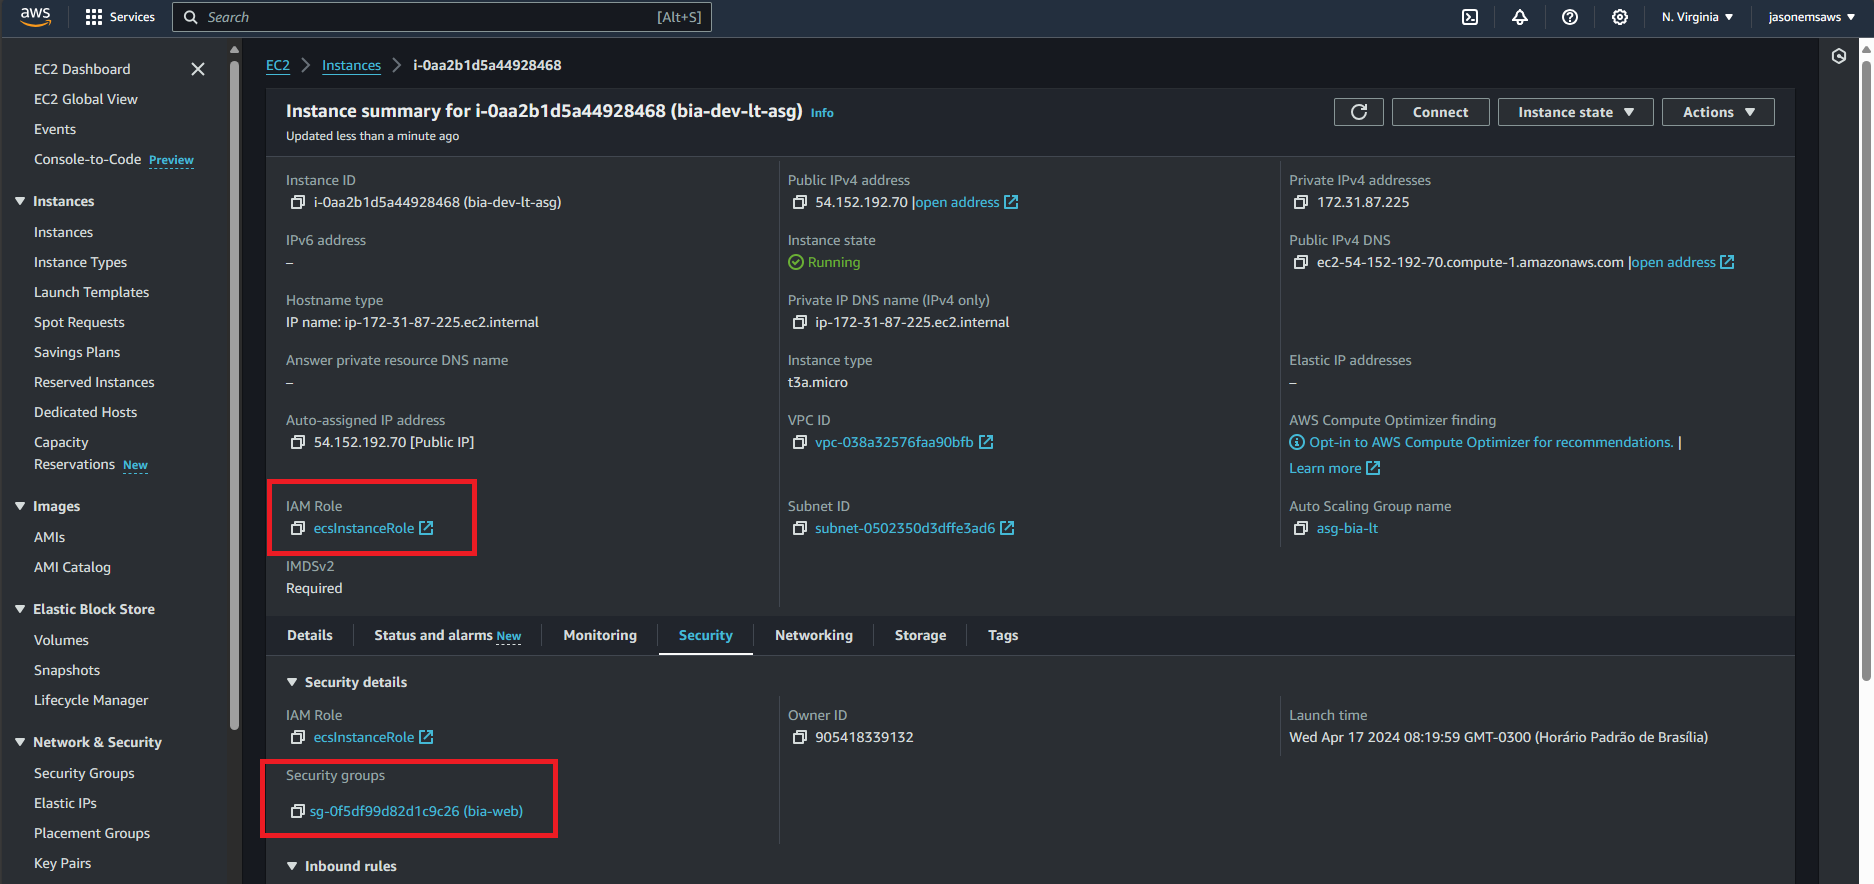 aws Services Search [Alt+S] N. Virginia jasonemsaws
EC2 Dashboard
EC2 Global View
Events
Console-to-Code Preview
Instances
Instances
Instance Types
Launch Templates
Spot Requests
Savings Plans
Reserved Instances
Dedicated Hosts
Capacity
Reservations New
Images
AMIs
AMI Catalog
Elastic Block Store
Volumes
Snapshots
Lifecycle Manager
Network & Security
Security Groups
Elastic IPs
Placement Groups
Key Pairs
EC2 Instances i-0aa2b1d5a44928468
Instance summary for i-0aa2b1d5a44928468 (bia-dev-lt-asg) Info
Updated less than a minute ago
Connect Instance state Actions
Instance ID
i-0aa2b1d5a44928468 (bia-dev-lt-asg)
Public IPv4 address
54.152.192.70 |open address
Private IPv4 addresses
172.31.87.225
IPv6 address
–
Instance state
Running
Public IPv4 DNS
ec2-54-152-192-70.compute-1.amazonaws.com |open address
Hostname type
IP name: ip-172-31-87-225.ec2.internal
Private IP DNS name (IPv4 only)
ip-172-31-87-225.ec2.internal
Answer private resource DNS name
–
Instance type
t3a.micro
Elastic IP addresses
–
Auto-assigned IP address
54.152.192.70 [Public IP]
VPC ID
vpc-038a32576faa90bfb
AWS Compute Optimizer finding
Opt-in to AWS Compute Optimizer for recommendations. |
Learn more
IAM Role
ecsInstanceRole
Subnet ID
subnet-0502350d3dffe3ad6
Auto Scaling Group name
asg-bia-lt
IMDSv2
Required
Details Status and alarms New Monitoring Security Networking Storage Tags
Security details
IAM Role
ecsInstanceRole
Owner ID
905418339132
Launch time
Wed Apr 17 2024 08:19:59 GMT-0300 (Horário Padrão de Brasília)
Security groups
sg-0f5df99d82d1c9c26 (bia-web)
Inbound rules